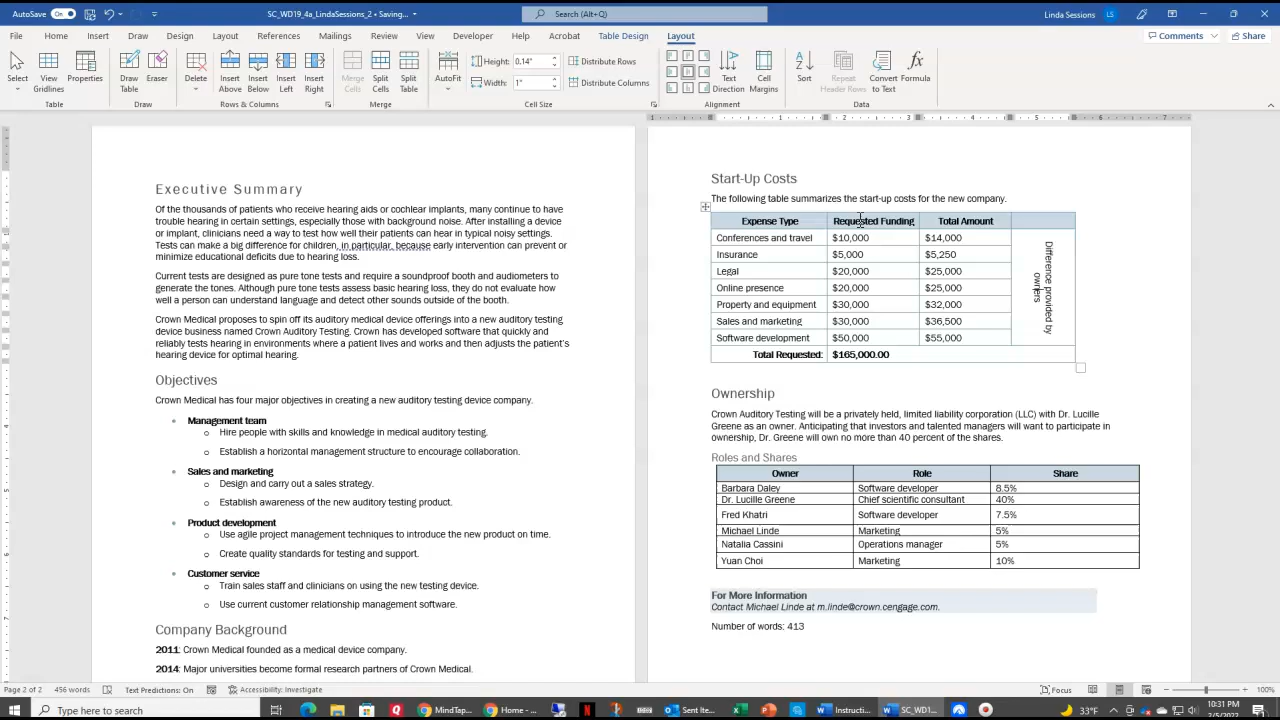 AutoSave On SC_WD19_4a_LindaSessions_2 • Saving... Search (Alt+Q) Linda Sessions LS
File Home Insert Draw Design Layout References Mailings Review View Developer Help Acrobat Table Design Layout Comments Share
Select View Gridlines Properties Draw Table Eraser Delete Insert Above Insert Below Insert Left Insert Right Merge Cells Split Cells Split Table AutoFit Height: 0.14" Width: 1" Distribute Rows Distribute Columns Text Direction Cell Margins Sort Repeat Header Rows Convert to Text Formula
Table Draw Rows & Columns Merge Cell Size Alignment Data
Executive Summary
Of the thousands of patients who receive hearing aids or cochlear implants, many continue to
have trouble hearing in certain settings, especially those with background noise. After installing a device
or implant, clinicians need a way to test how well their patients can hear in typical noisy settings.
Tests can make a big difference for children, in particular, because early intervention can prevent or
minimize educational deficits due to hearing loss.
Current tests are designed as pure tone tests and require a soundproof booth and audiometers to
generate the tones. Although pure tone tests assess basic hearing loss, they do not evaluate how
well a person can understand language and detect other sounds outside of the booth.
Crown Medical proposes to spin off its auditory medical device offerings into a new auditory testing
device business named Crown Auditory Testing. Crown has developed software that quickly and
reliably tests hearing in environments where a patient lives and works and then adjusts the patient's
hearing device for optimal hearing.
Objectives
Crown Medical has four major objectives in creating a new auditory testing device company.
• Management team
o Hire people with skills and knowledge in medical auditory testing.
o Establish a horizontal management structure to encourage collaboration.
• Sales and marketing
o Design and carry out a sales strategy.
o Establish awareness of the new auditory testing product.
• Product development
o Use agile project management techniques to introduce the new product on time.
o Create quality standards for testing and support.
• Customer service
o Train sales staff and clinicians on using the new testing device.
o Use current customer relationship management software.
Company Background
2011: Crown Medical founded as a medical device company.
2014: Major universities become formal research partners of Crown Medical.
Start-Up Costs
The following table summarizes the start-up costs for the new company.
Expense Type Requested Funding Total Amount
Conferences and travel $10,000 $14,000
Insurance $5,000 $5,250
Legal $20,000 $25,000
Online presence $20,000 $25,000
Property and equipment $30,000 $32,000
Sales and marketing $30,000 $36,500
Software development $50,000 $55,000
Difference provided by
owners
Total Requested: $165,000.00
Ownership
Crown Auditory Testing will be a privately held, limited liability corporation (LLC) with Dr. Lucille
Greene as an owner. Anticipating that investors and talented managers will want to participate in
ownership, Dr. Greene will own no more than 40 percent of the shares.
Roles and Shares
Owner Role Share
Barbara Daley Software developer 8.5%
Dr. Lucille Greene Chief scientific consultant 40%
Fred Khatri Software developer 7.5%
Michael Linde Marketing 5%
Natalia Cassini Operations manager 5%
Yuan Choi Marketing 10%
For More Information
Contact Michael Linde at m.linde@crown.cengage.com.
Number of words: 413
Page 2 of 2 456 words Text Predictions: On Accessibility: Investigate Focus 100%
Type here to search MindTap... Home - ... Sent Ite... Instructi... SC_WD1... 33°F 10:31 PM
2/5/2022